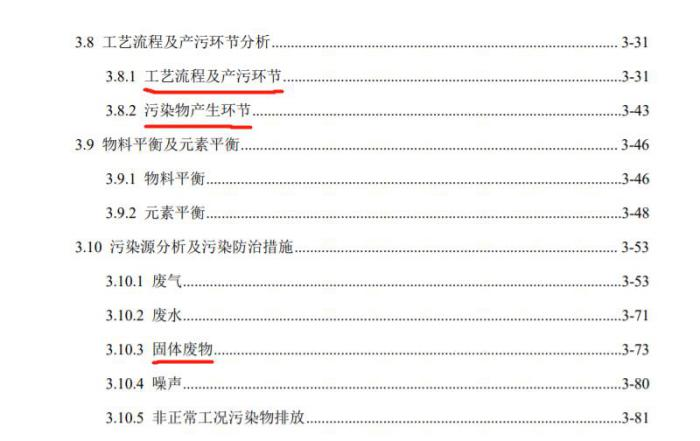 3.8 工艺流程及产污环节分析........................................3-31
3.8.1 工艺流程及产污环节........................................3-31
3.8.2 污染物产生环节........................................3-43
3.9 物料平衡及元素平衡........................................3-46
3.9.1 物料平衡........................................3-46
3.9.2 元素平衡........................................3-48
3.10 污染源分析及污染防治措施........................................3-53
3.10.1 废气........................................3-53
3.10.2 废水........................................3-71
3.10.3 固体废物........................................3-73
3.10.4 噪声........................................3-80
3.10.5 非正常工况污染物排放........................................3-81